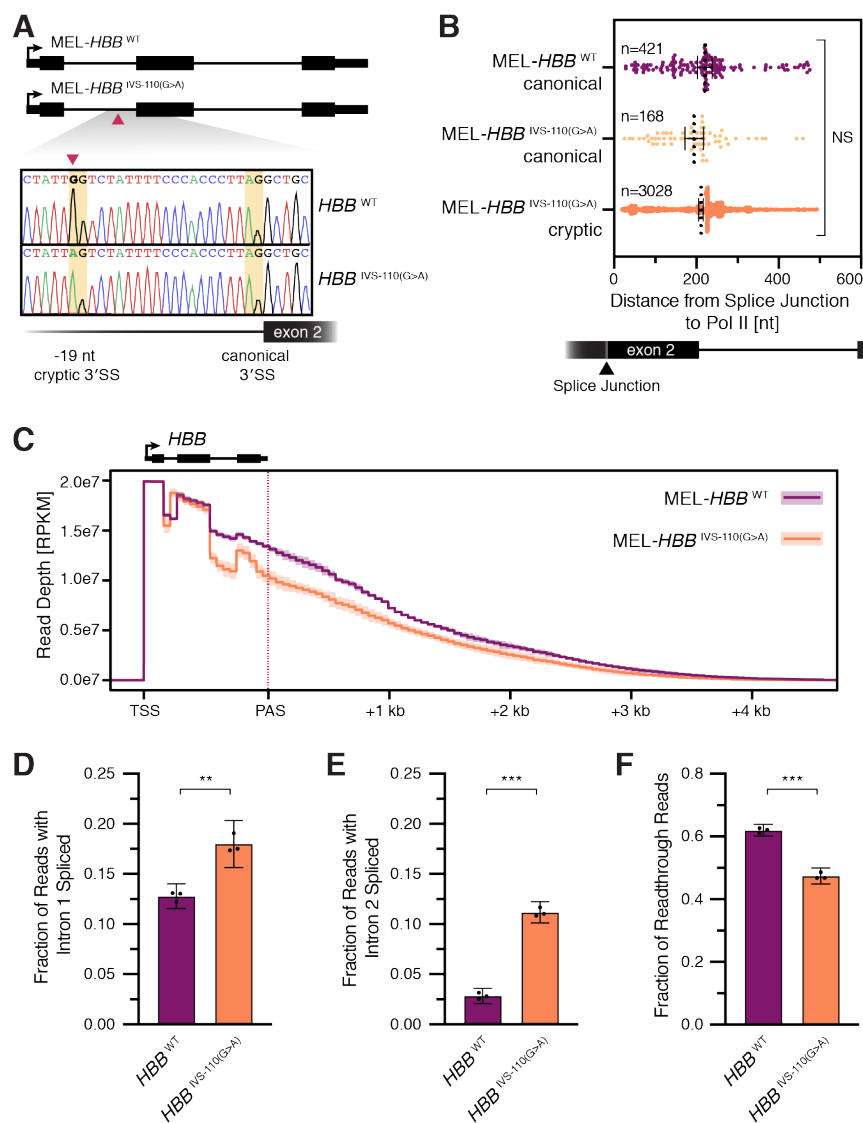 A
MEL-HBB WT
MEL-HBB IVS-110(G>A)
CTATTGGTCTATTTTCCCACCCTTAGGCTGC
HBB WT
CTATTAGTCTATTTTCCCACCCTTAGGCTGC
HBB IVS-110(G>A)
exon 2
-19 nt
cryptic 3′SS
canonical
3′SS
B
MEL-HBB WT
canonical
n=421
MEL-HBB IVS-110(G>A)
canonical
n=168
MEL-HBB IVS-110(G>A)
cryptic
n=3028
NS
0 200 400 600
Distance from Splice Junction
to Pol II [nt]
exon 2
Splice Junction
C
HBB
Read Depth [RPKM]
2.0e7
1.5e7
1.0e7
0.5e7
0.0e7
MEL-HBB WT
MEL-HBB IVS-110(G>A)
TSS PAS +1 kb +2 kb +3 kb +4 kb
D
Fraction of Reads with
Intron 1 Spliced
0.25
0.20
0.15
0.10
0.05
0.00
**
HBB WT
HBB IVS-110(G>A)
E
Fraction of Reads with
Intron 2 Spliced
0.25
0.20
0.15
0.10
0.05
0.00
***
HBB WT
HBB IVS-110(G>A)
F
Fraction of Readthrough Reads
0.8
0.6
0.4
0.2
0.0
***
HBB WT
HBB IVS-110(G>A)